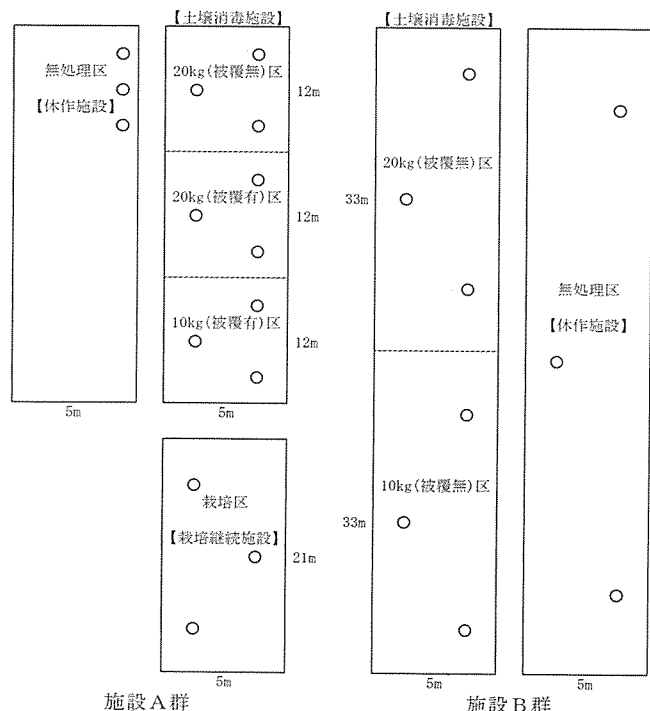 【土壌消毒施設】
無処理区
【休作施設】
5m
20kg(被覆無)区
12m
20kg(被覆有)区
12m
10kg(被覆有)区
12m
5m
栽培区
【栽培継続施設】
21m
5m
施設A群
【土壌消毒施設】
20kg(被覆無)区
33m
10kg(被覆無)区
33m
5m
無処理区
【休作施設】
5m
施設B群